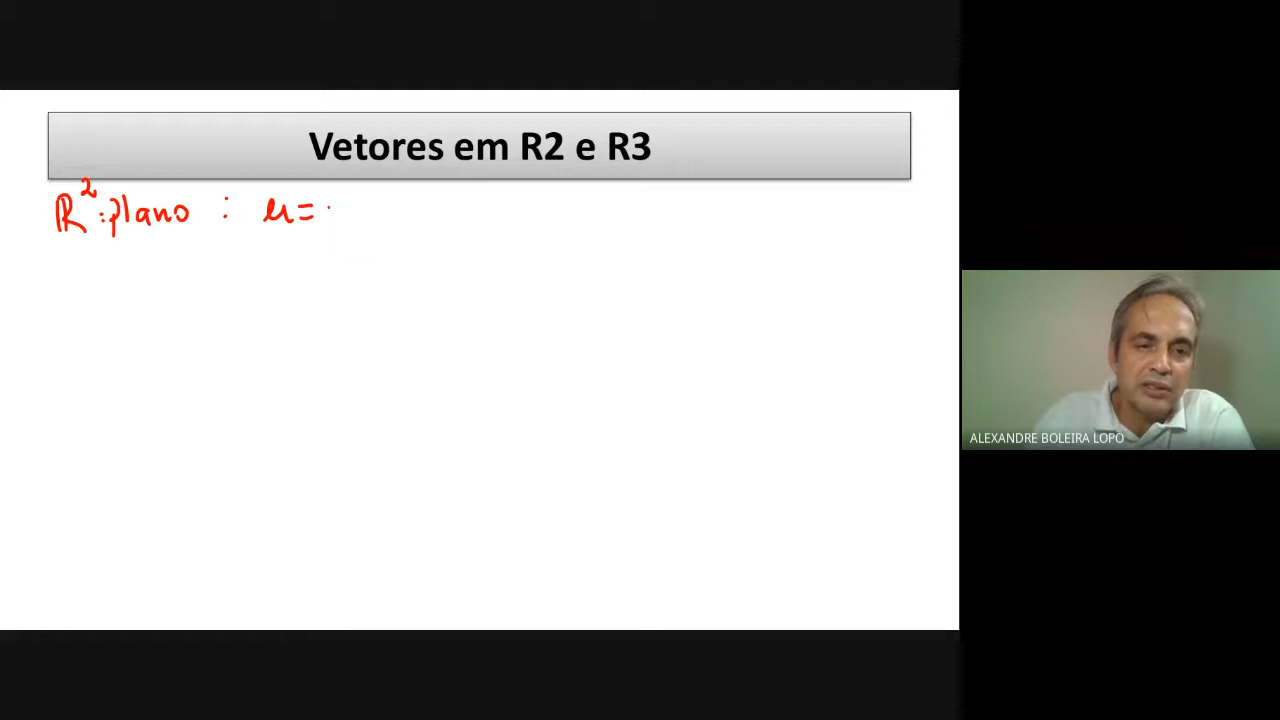 Vetores em R2 e R3
ℝ²: plano : u=
ALEXANDRE BOLEIRA LOPO